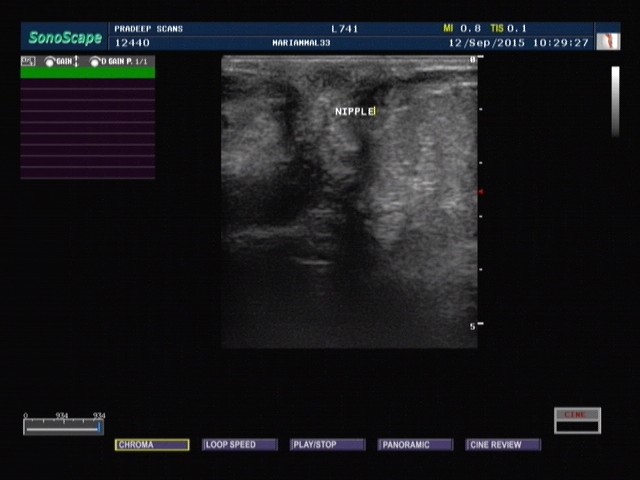 SonoScape
PRADEEP SCANS L741 MI 0.8 TIS 0.1
12440 MARIAMMAL33 12/Sep/2015 10:29:27
GAIN D GAIN P. 1/1
0
NIPPLE
5
0 934 934
CINE
CHROMA LOOP SPEED PLAY/STOP PANORAMIC CINE REVIEW